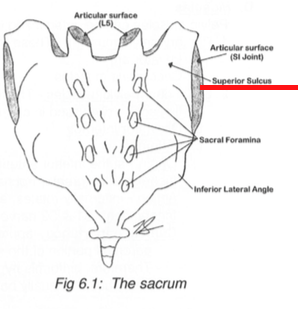 Articular surface
(L5)
Articular surface
(SI Joint)
Superior Sulcus
Sacral Foramina
Inferior Lateral Angle
Fig 6.1: The sacrum